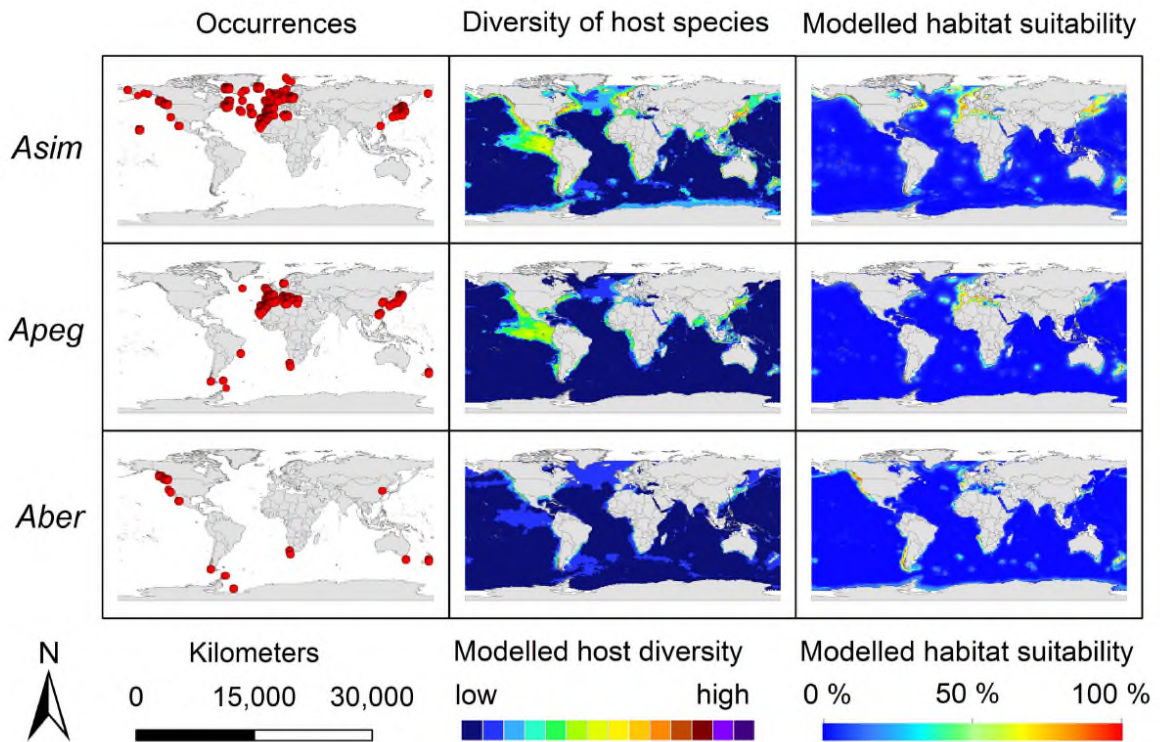 Occurrences
Diversity of host species
Modelled habitat suitability
Asim
Apeg
Aber
N
Kilometers
0 15,000 30,000
Modelled host diversity
low high
Modelled habitat suitability
0 % 50 % 100 %